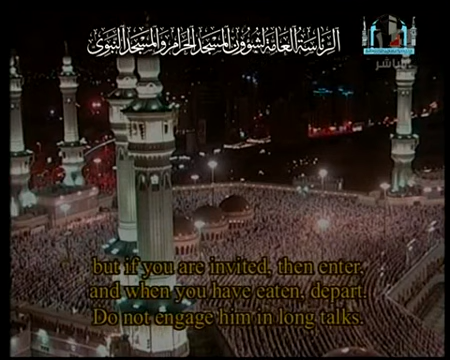 الرئاسة العامة لشؤون المسجد الحرام والمسجد النبوي
مباشر
but if you are invited, then enter,
and when you have eaten, depart.
Do not engage him in long talks.